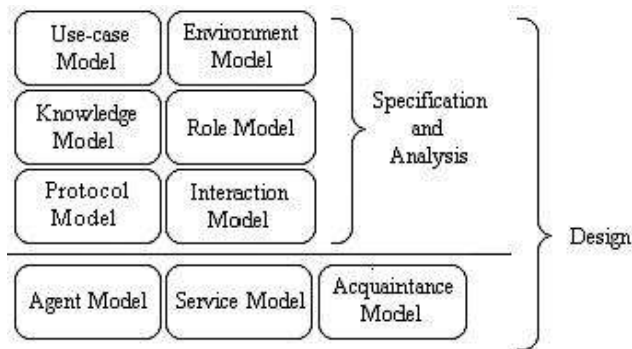 Use-case
Model
Environment
Model
Knowledge
Model
Role Model
Protocol
Model
Interaction
Model
Specification
and
Analysis
Design
Agent Model
Service Model
Acquaintance
Model